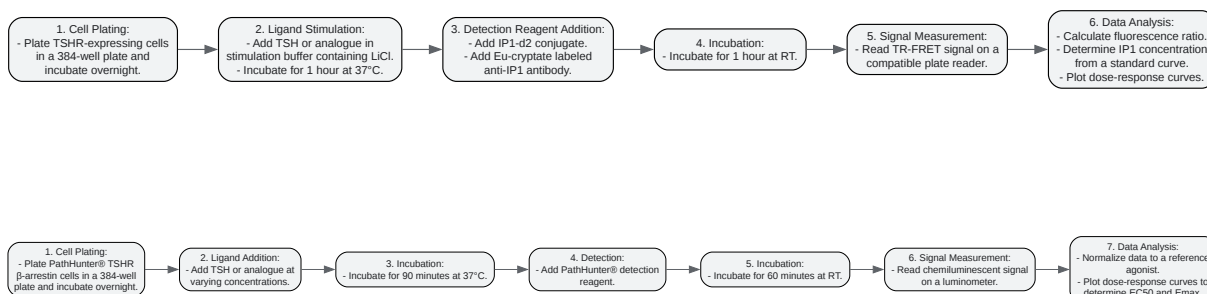 1. Cell Plating:
- Plate TSHR-expressing cells
in a 384-well plate and
incubate overnight.
2. Ligand Stimulation:
- Add TSH or analogue in
stimulation buffer containing LiCl.
- Incubate for 1 hour at 37°C.
3. Detection Reagent Addition:
- Add IP1-d2 conjugate.
- Add Eu-cryptate labeled
anti-IP1 antibody.
4. Incubation:
- Incubate for 1 hour at RT.
5. Signal Measurement:
- Read TR-FRET signal on a
compatible plate reader.
6. Data Analysis:
- Calculate fluorescence ratio.
- Determine IP1 concentration
from a standard curve.
- Plot dose-response curves.
1. Cell Plating:
- Plate PathHunter® TSHR
β-arrestin cells in a 384-well
plate and incubate overnight.
2. Ligand Addition:
- Add TSH or analogue at
varying concentrations.
3. Incubation:
- Incubate for 90 minutes at 37°C.
4. Detection:
- Add PathHunter® detection
reagent.
5. Incubation:
- Incubate for 60 minutes at RT.
6. Signal Measurement:
- Read chemiluminescent signal
on a luminometer.
7. Data Analysis:
- Normalize data to a reference
agonist.
- Plot dose-response curves to
determine EC50 and Emax.